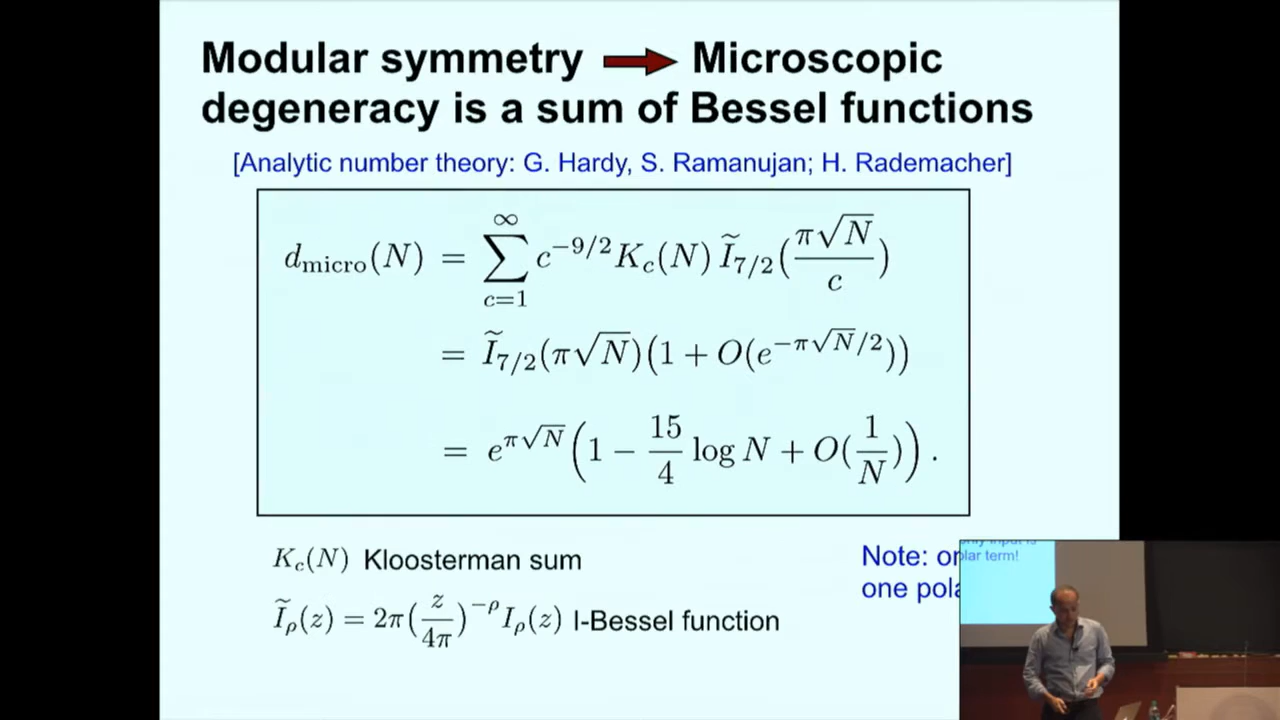 Modular symmetry → Microscopic
degeneracy is a sum of Bessel functions
[Analytic number theory: G. Hardy, S. Ramanujan; H. Rademacher]
d_micro(N) = ∑_{c=1}^{∞} c^{-9/2} K_c(N) Ĩ_{7/2}(π√N / c)
= Ĩ_{7/2}(π√N)(1 + O(e^{-π√N/2}))
= e^{π√N}(1 − 15/4 log N + O(1/N)).
K_c(N) Kloosterman sum
Ĩ_ρ(z) = 2π(z/4π)^{-ρ} I_ρ(z) I-Bessel function
Note: 
one
lar term!